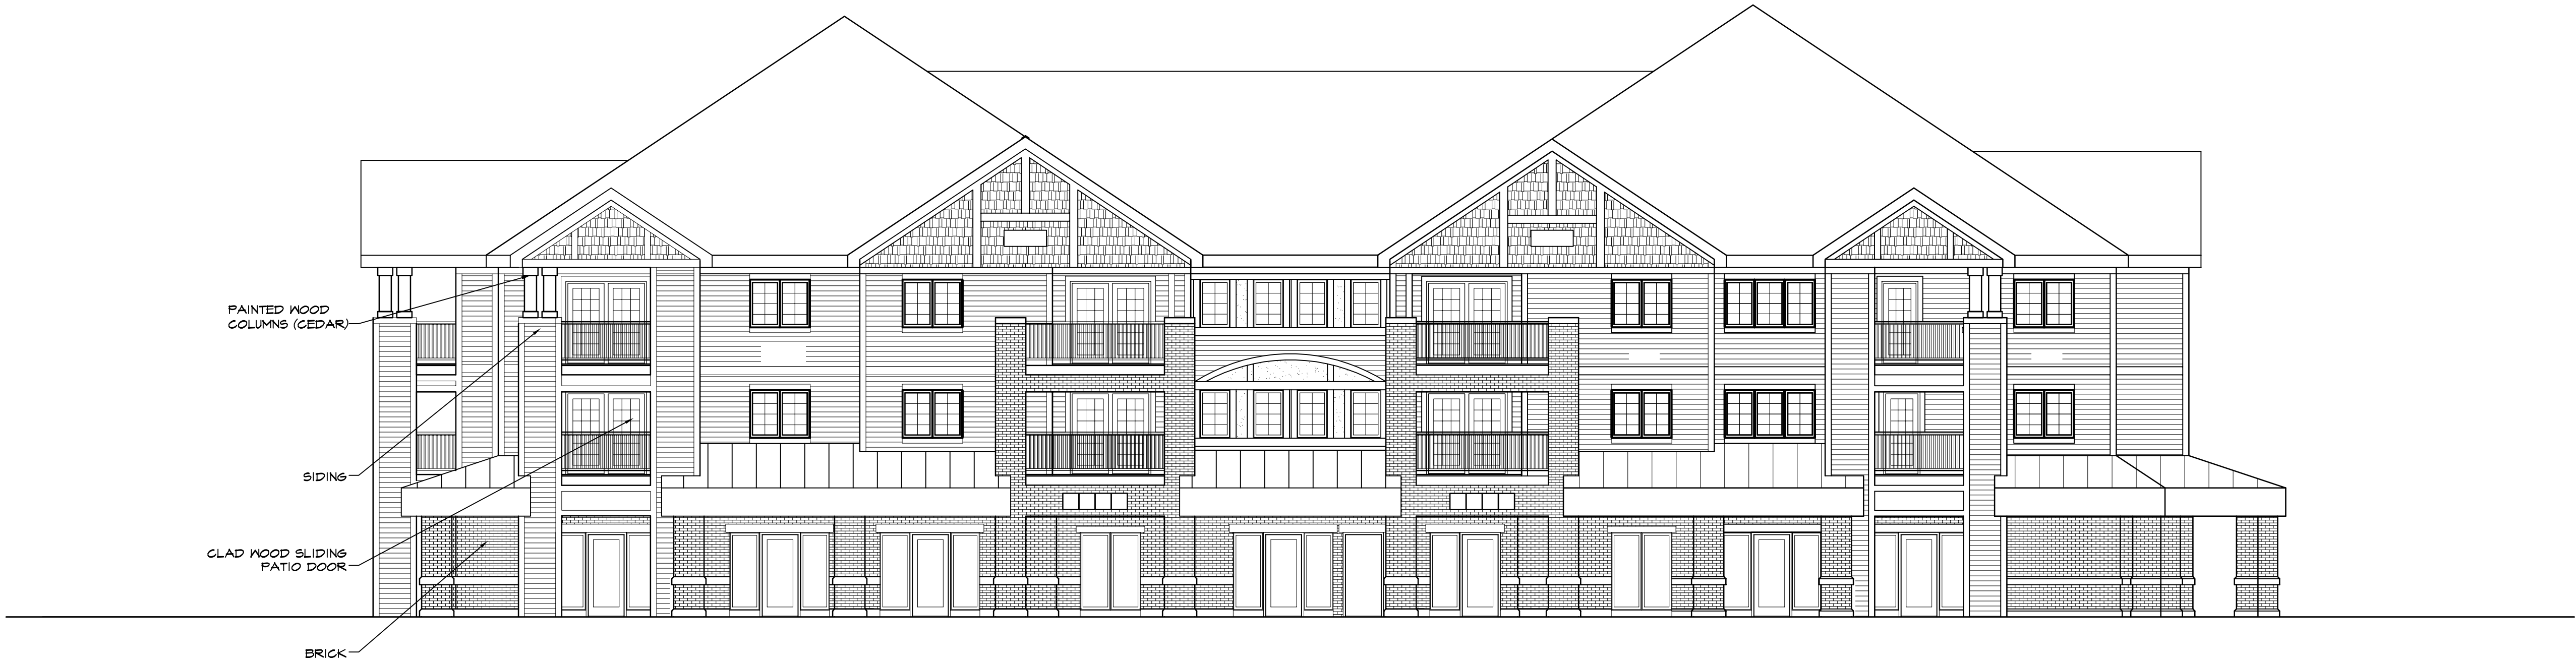 PAINTED WOOD
COLUMNS (CEDAR)
SIDING
CLAD WOOD SLIDING
PATIO DOOR
BRICK